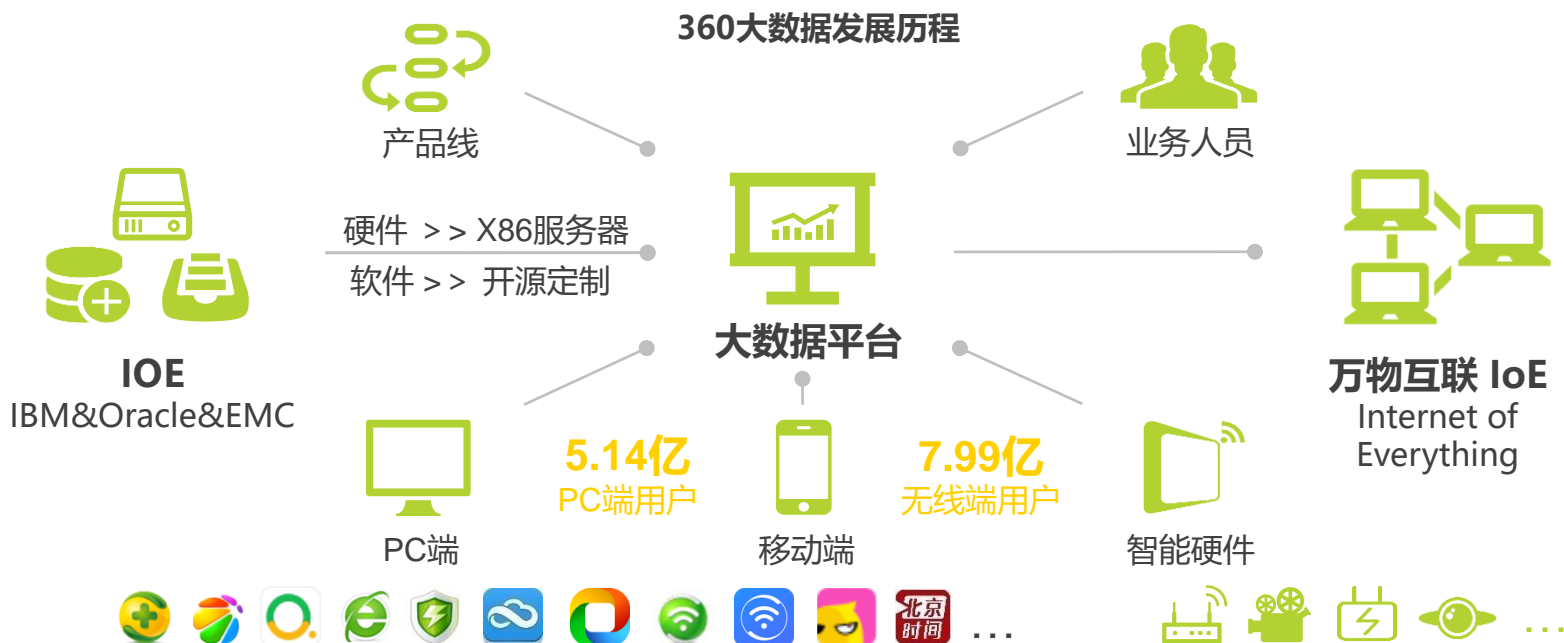 360大数据发展历程
产品线
业务人员
硬件 >> X86服务器
软件 >> 开源定制
大数据平台
IOE
IBM&Oracle&EMC
万物互联 IoE
Internet of
Everything
5.14亿
PC端用户
7.99亿
无线端用户
PC端
移动端
智能硬件
北京
时间
...
...